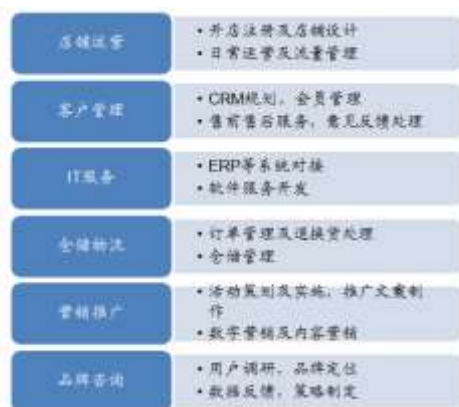 店铺运营
• 开店注册及店铺设计
• 日常运营及流量管理
客户管理
• CRM规划，会员管理
• 售前售后服务，意见反馈处理
IT服务
• ERP等系统对接
• 软件服务开发
仓储物流
• 订单管理及退换货处理
• 仓储管理
营销推广
• 活动策划及实施，推广文案制
作
• 数字营销及内容营销
品牌咨询
• 用户调研，品牌定位
• 数据反馈，策略制定